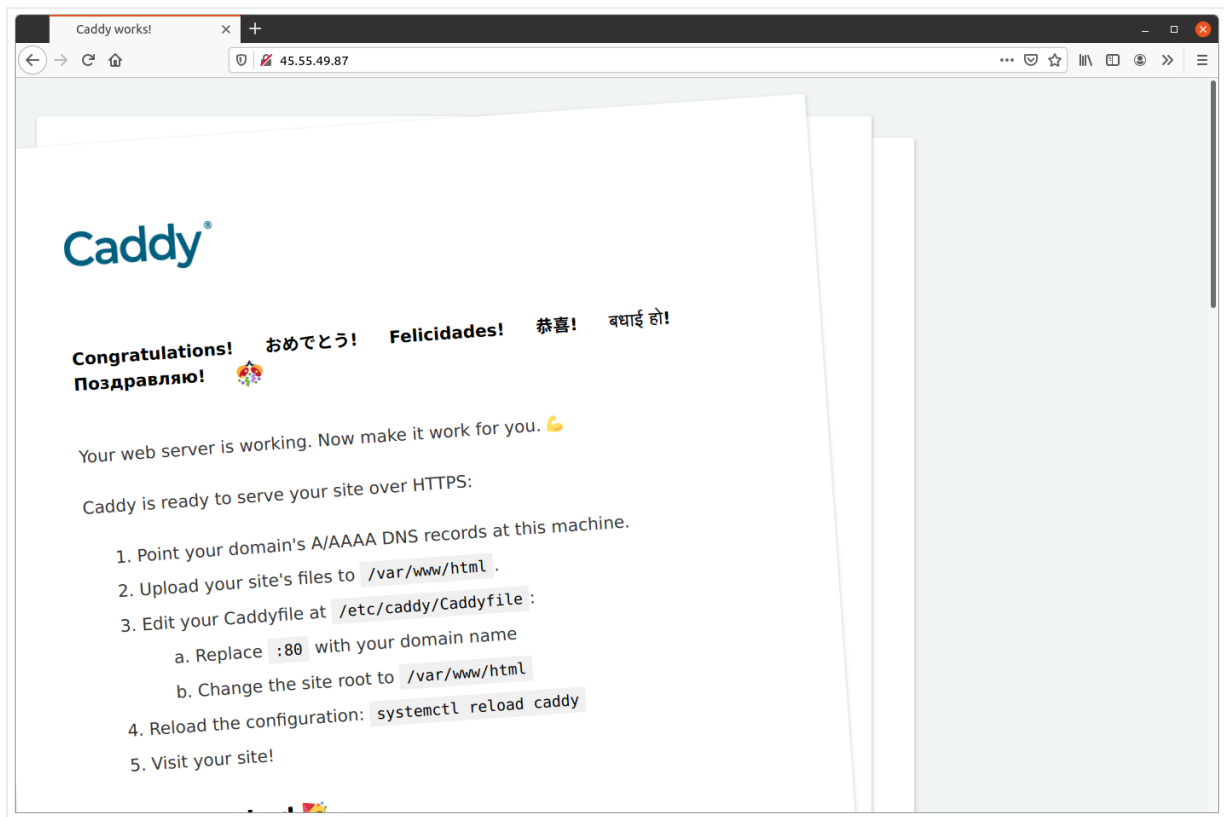 Caddy works!
45.55.49.87
Caddy®
Congratulations! おめでとう! Felicidades! 恭喜! बधाई हो!
Поздравляю!
Your web server is working. Now make it work for you. 💪
Caddy is ready to serve your site over HTTPS:
1. Point your domain's A/AAAA DNS records at this machine.
2. Upload your site's files to /var/www/html.
3. Edit your Caddyfile at /etc/caddy/Caddyfile:
a. Replace :80 with your domain name
b. Change the site root to /var/www/html
4. Reload the configuration: systemctl reload caddy
5. Visit your site!